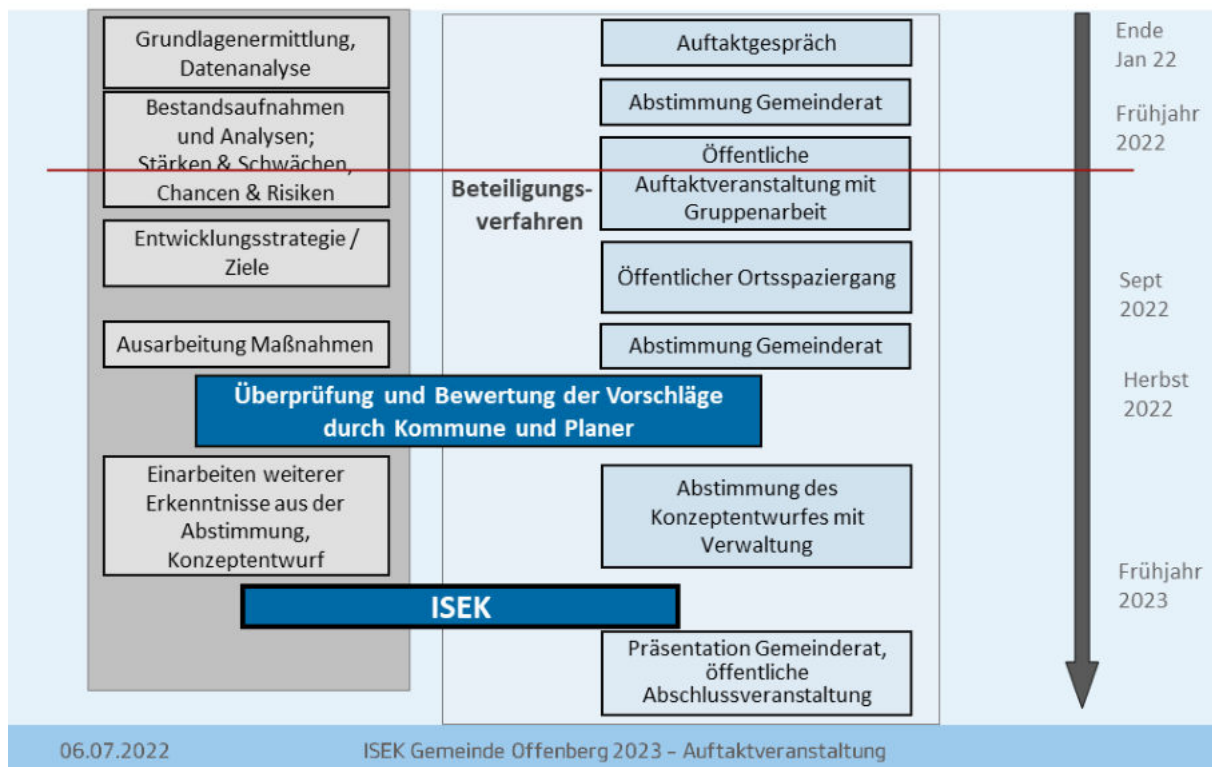 Grundlagenermittlung,
Datenanalyse
Bestandsaufnahmen
und Analysen;
Stärken & Schwächen,
Chancen & Risiken
Entwicklungsstrategie /
Ziele
Ausarbeitung Maßnahmen
Beteiligungs-
verfahren
Auftaktgespräch
Abstimmung Gemeinderat
Öffentliche
Auftaktveranstaltung mit
Gruppenarbeit
Öffentlicher Ortsspaziergang
Abstimmung Gemeinderat
Überprüfung und Bewertung der Vorschläge
durch Kommune und Planer
Einarbeiten weiterer
Erkenntnisse aus der
Abstimmung,
Konzeptentwurf
Abstimmung des
Konzeptentwurfes mit
Verwaltung
ISEK
Präsentation Gemeinderat,
öffentliche
Abschlussveranstaltung
Ende
Jan 22
Frühjahr
2022
Sept
2022
Herbst
2022
Frühjahr
2023
06.07.2022
ISEK Gemeinde Offenberg 2023 – Auftaktveranstaltung